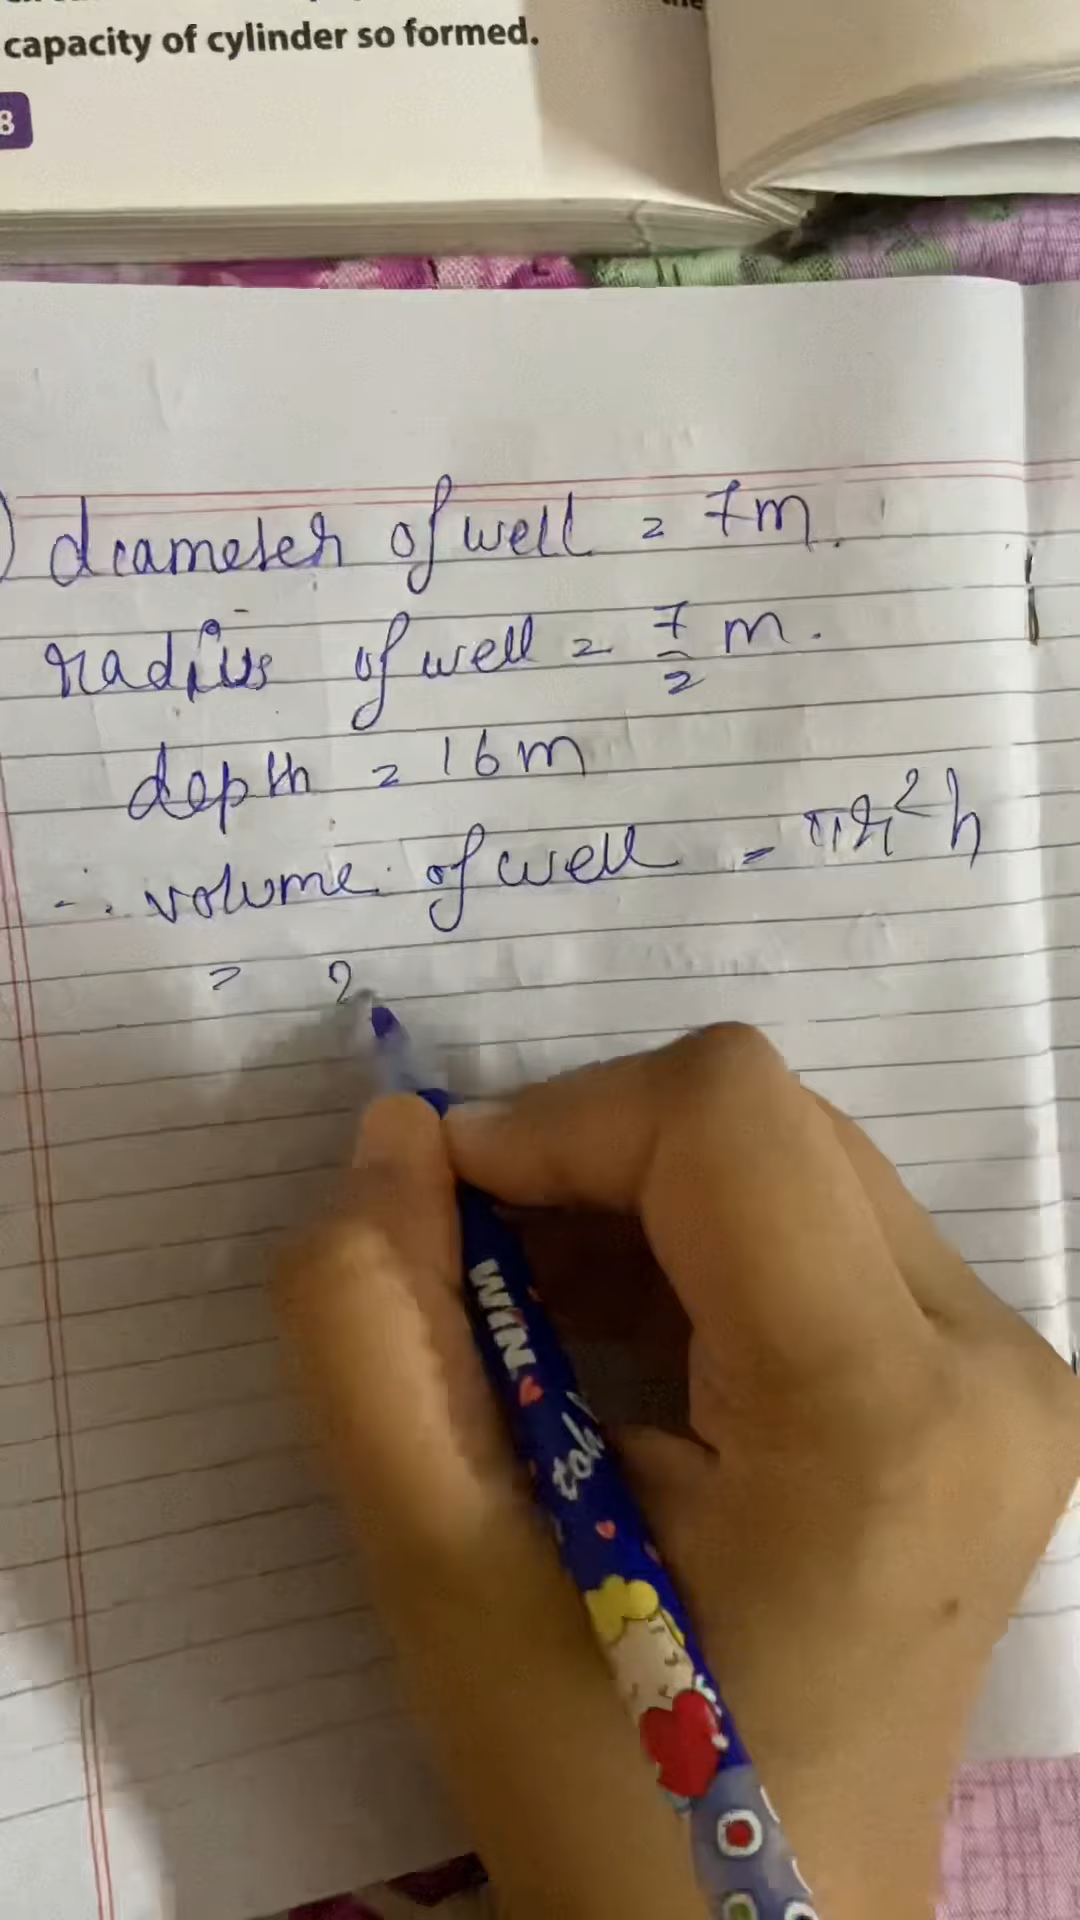 capacity of cylinder so formed.
8
diameter of well = 7m.
radius of well = 7/2 m.
depth = 16m
∴ volume of well = πr²h
= 2
WIN
toh